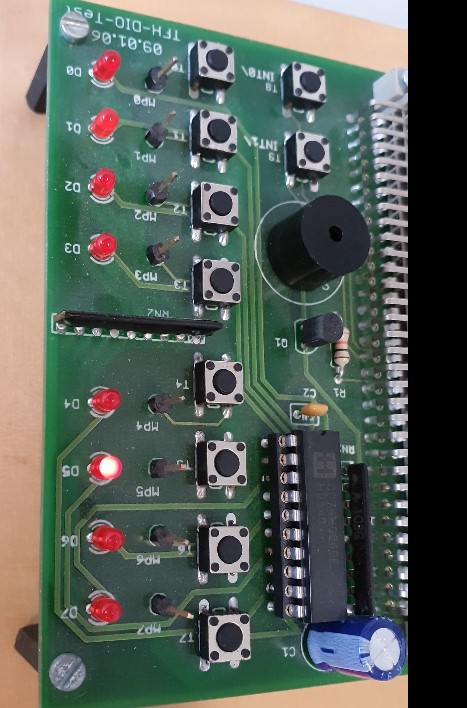 TFH-DIO-Test
09.01.06
D0
MP0
INT0\
T8
D1
T1
MP1
INT1\
T9
D2
T2
MP2
D3
T3
MP3
RN2
Q1
R1
T4
C2
D4
MP4
D5
MP5
D6
T6
MP6
D7
T7
MP7
C1